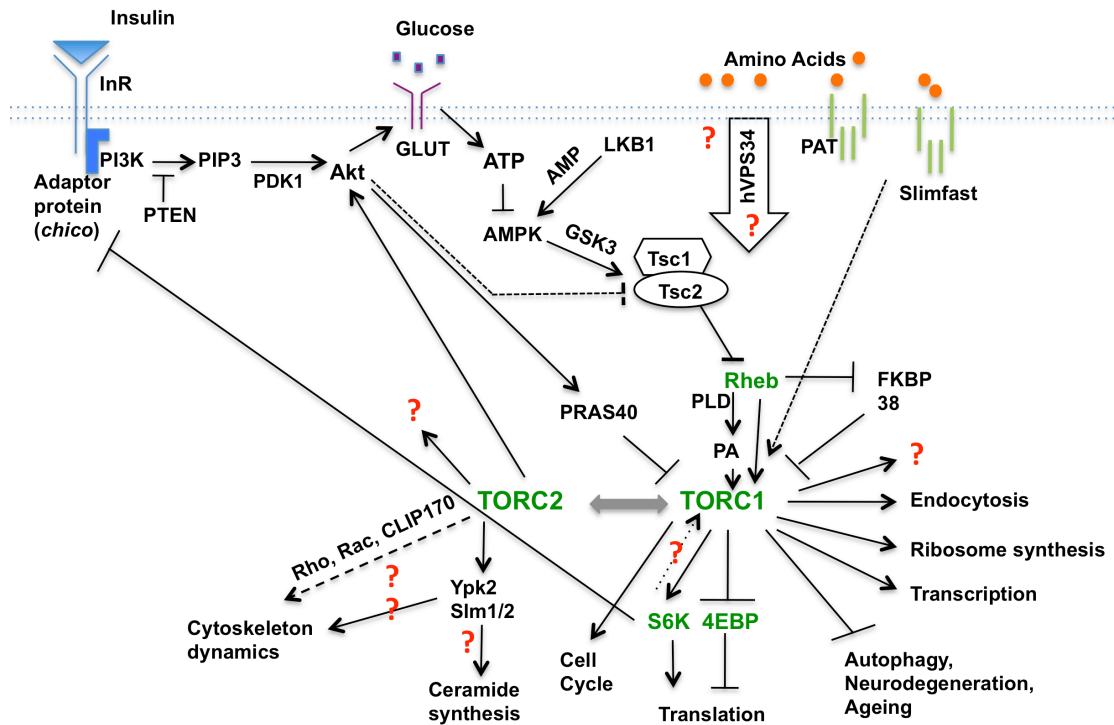 Insulin
Glucose
Amino Acids
InR
GLUT
?
hVPS34
?
PAT
Slimfast
PI3K
PIP3
PDK1
Akt
ATP
AMP
LKB1
Adaptor
protein
(chico)
PTEN
AMPK
GSK3
Tsc1
Tsc2
Rheb
FKBP
38
PLD
PA
PRAS40
?
TORC2
TORC1
?
Endocytosis
Ribosome synthesis
Transcription
Autophagy,
Neurodegeneration,
Ageing
Rho, Rac, CLIP170
?
?
Ypk2
Slm1/2
?
Cytoskeleton
dynamics
Ceramide
synthesis
?
S6K
4EBP
Cell
Cycle
Translation